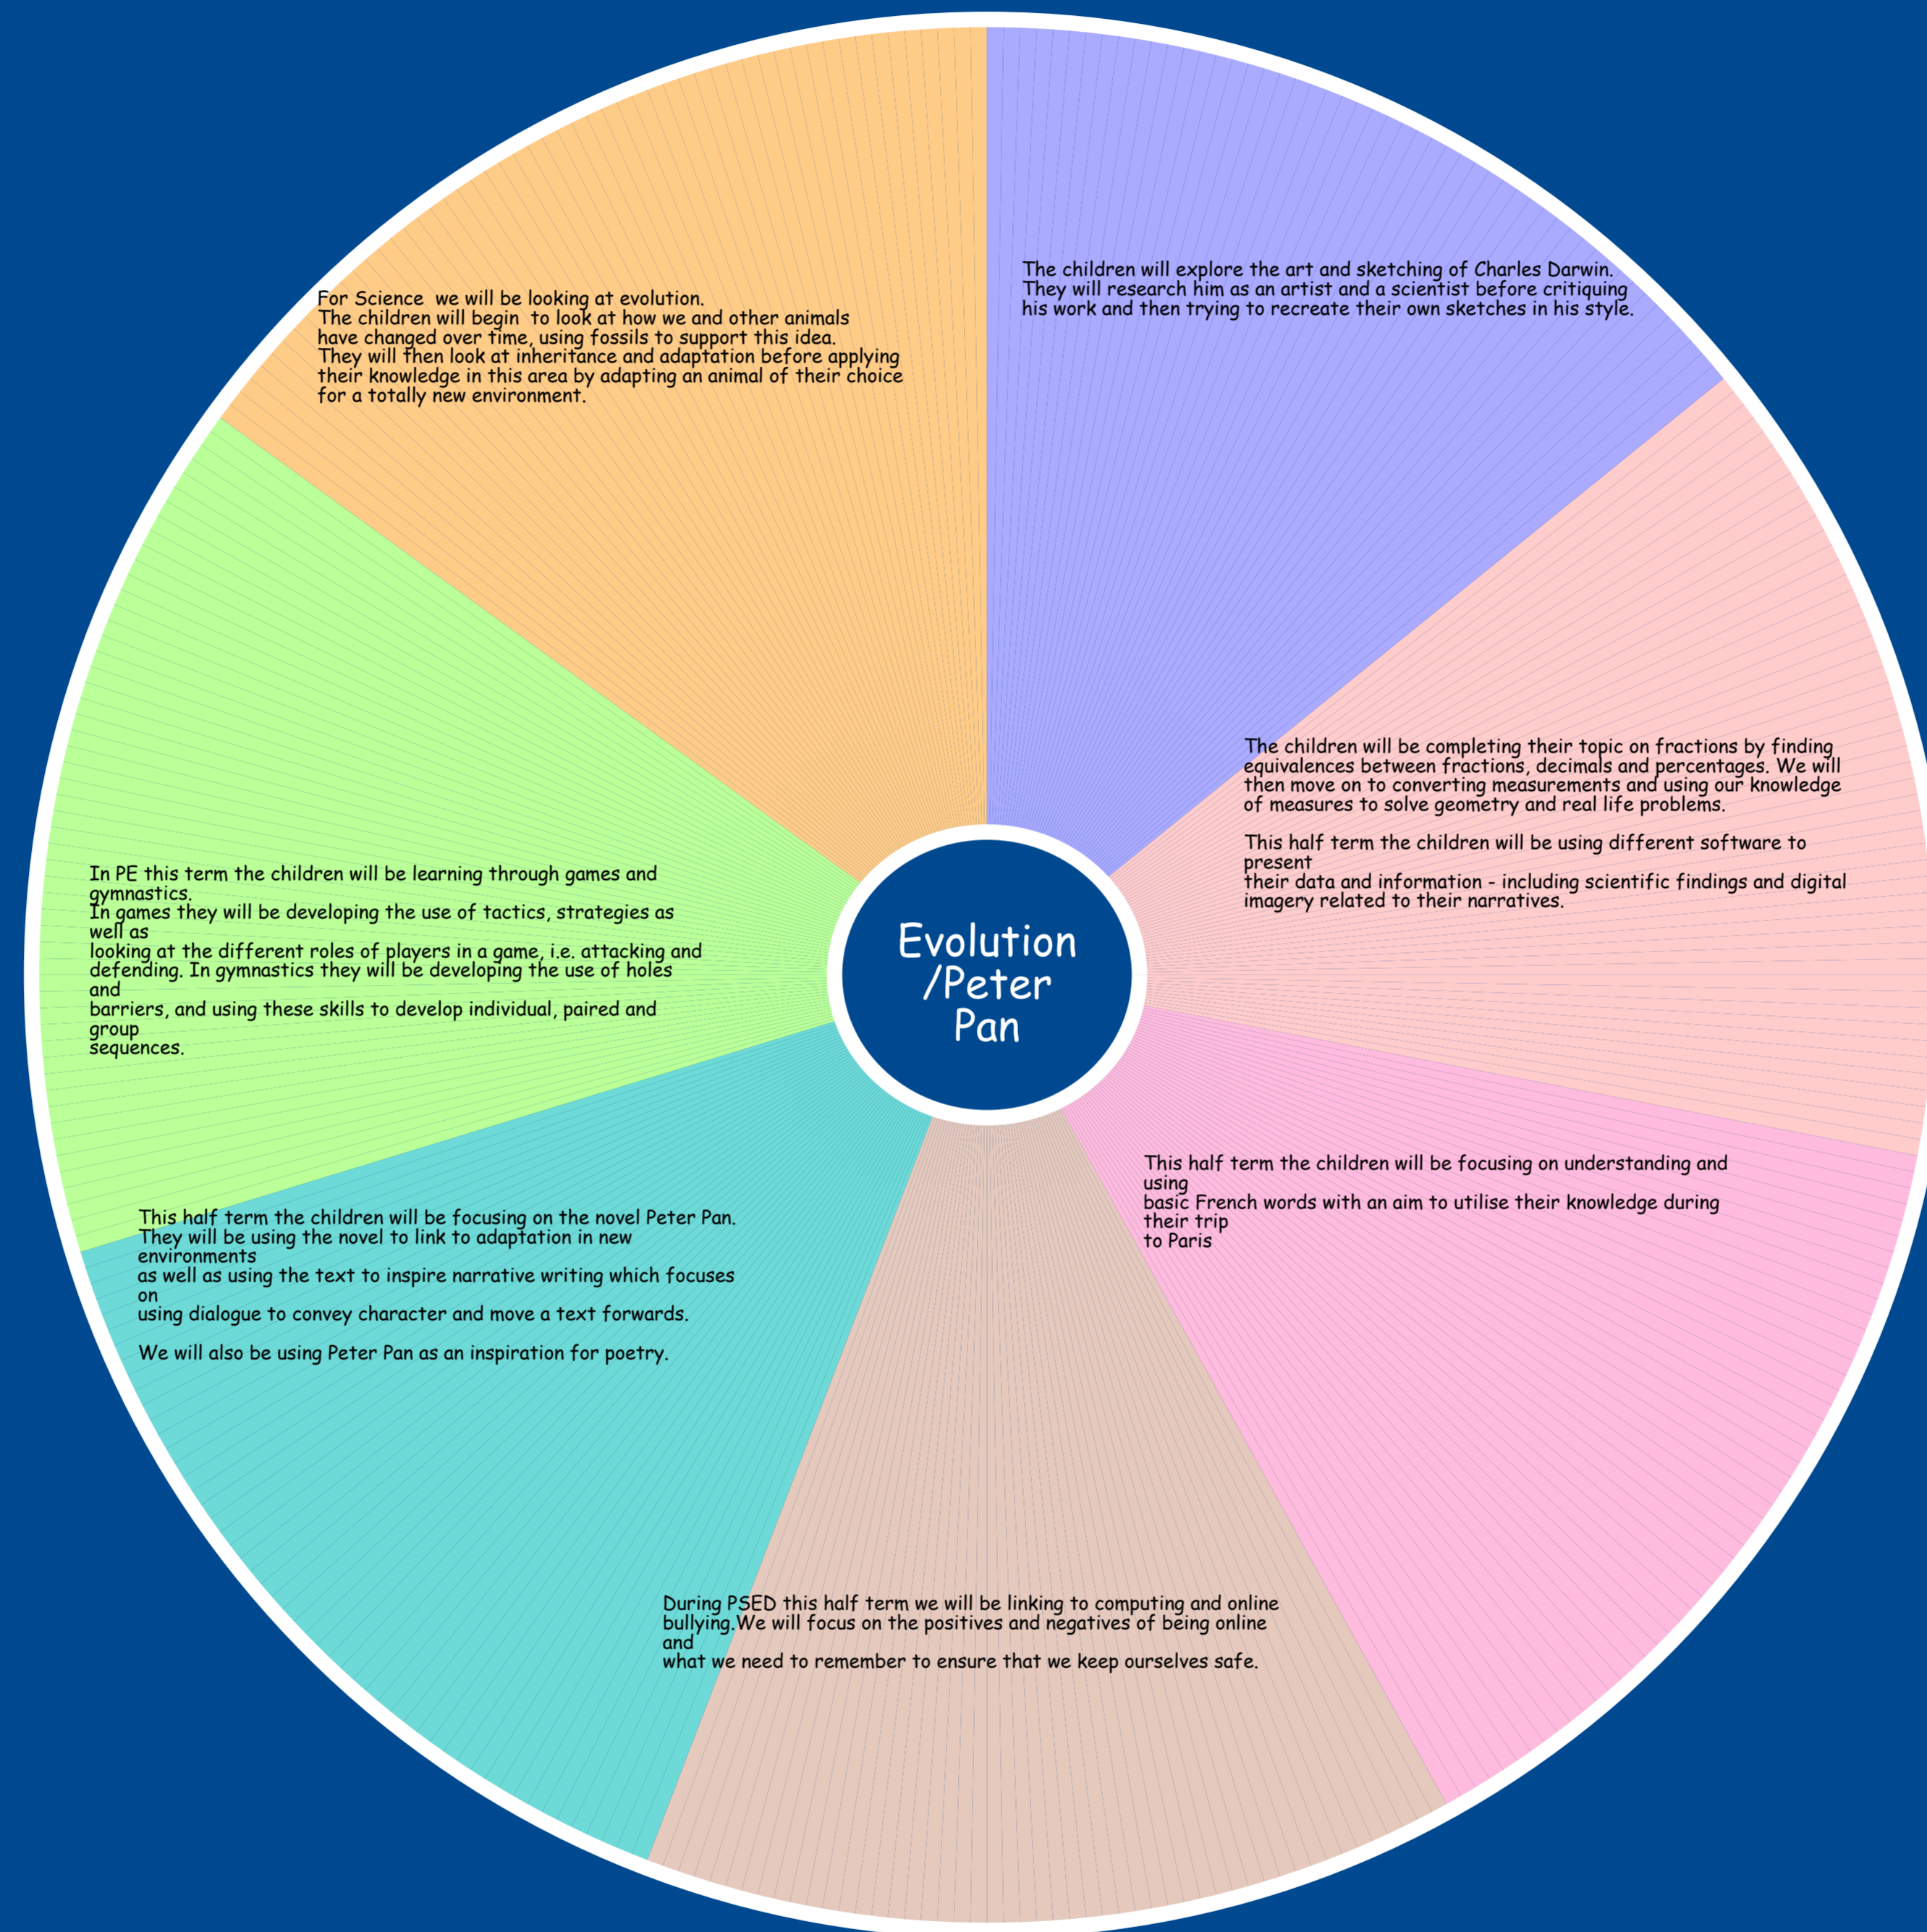 The children will explore the art and sketching of Charles Darwin.
They will research him as an artist and a scientist before critiquing
his work and then trying to recreate their own sketches in his style.
For Science  we will be looking at evolution.
The children will begin  to look at how we and other animals
have changed over time, using fossils to support this idea.
They will then look at inheritance and adaptation before applying
their knowledge in this area by adapting an animal of their choice
for a totally new environment.
The children will be completing their topic on fractions by finding
equivalences between fractions, decimals and percentages. We will
then move on to converting measurements and using our knowledge
of measures to solve geometry and real life problems.
This half term the children will be using different software to
present
their data and information - including scientific findings and digital
imagery related to their narratives.
In PE this term the children will be learning through games and
gymnastics.
In games they will be developing the use of tactics, strategies as
well as
looking at the different roles of players in a game, i.e. attacking and
defending. In gymnastics they will be developing the use of holes
and
barriers, and using these skills to develop individual, paired and
group
sequences.
Evolution
/Peter
Pan
This half term the children will be focusing on understanding and
using
basic French words with an aim to utilise their knowledge during
their trip
to Paris
This half term the children will be focusing on the novel Peter Pan.
They will be using the novel to link to adaptation in new
environments
as well as using the text to inspire narrative writing which focuses
on
using dialogue to convey character and move a text forwards.
We will also be using Peter Pan as an inspiration for poetry.
During PSED this half term we will be linking to computing and online
bullying.We will focus on the positives and negatives of being online
and
what we need to remember to ensure that we keep ourselves safe.